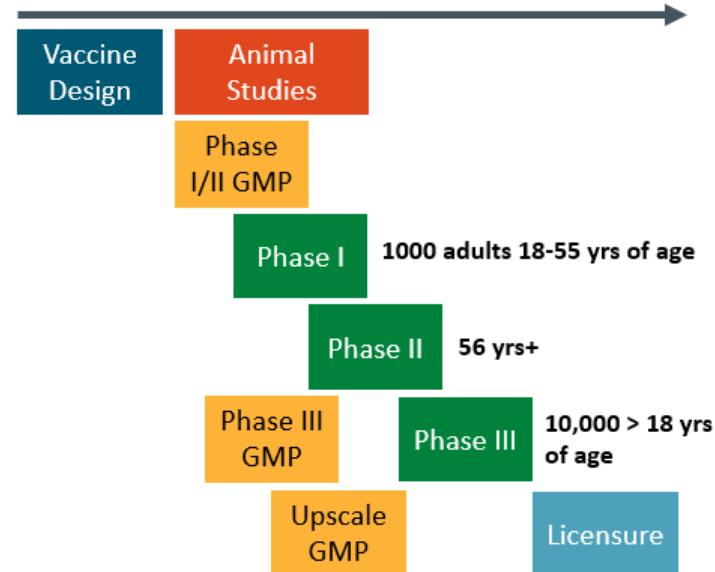 Vaccine
Design
Animal
Studies
Phase
I/II GMP
Phase I
1000 adults 18-55 yrs of age
Phase II
56 yrs+
Phase III
GMP
Phase III
10,000 > 18 yrs
of age
Upscale
GMP
Licensure